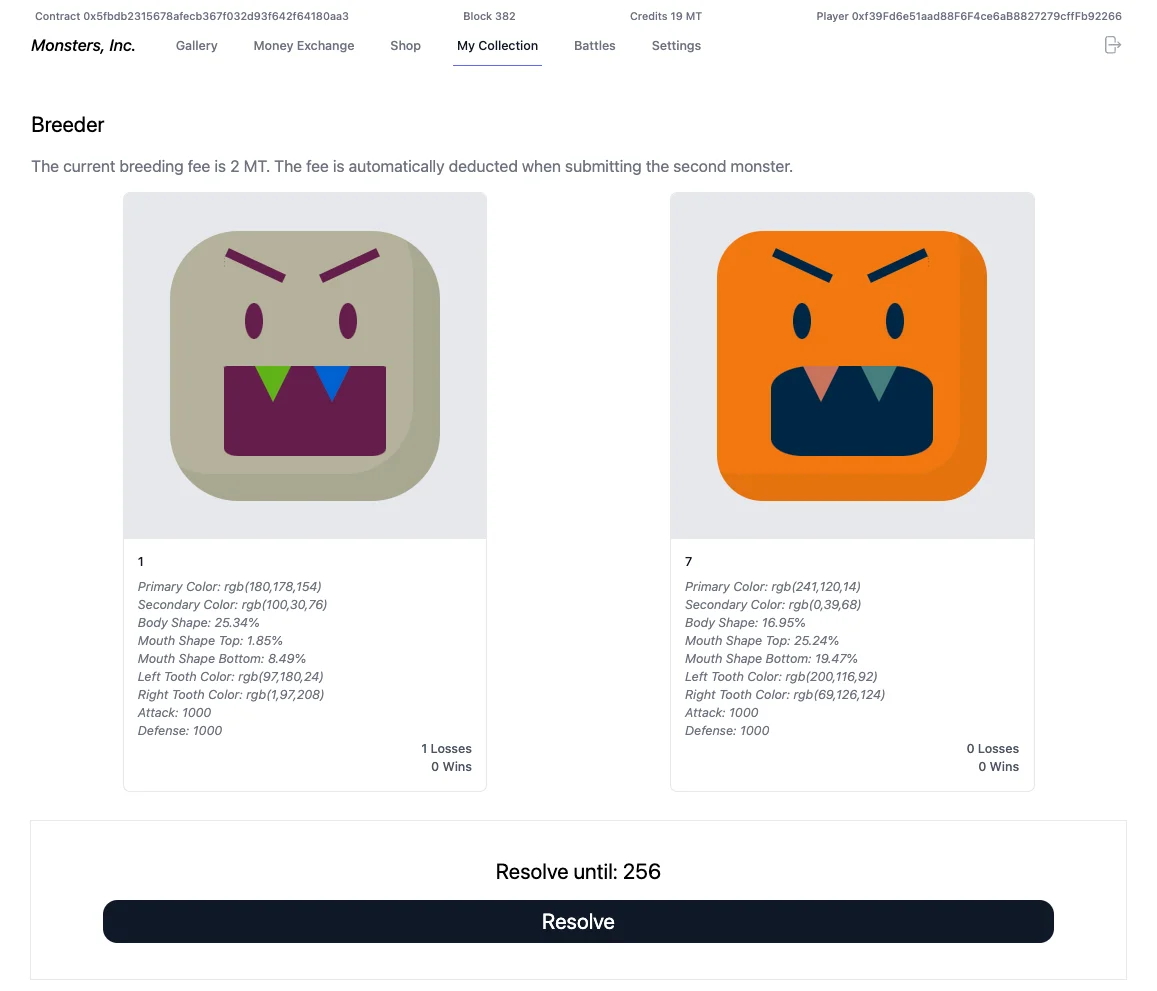 Contract 0x5fbdb2315678afecb367f032d93f642f64180aa3 Block 382 Credits 19 MT Player 0xf39Fd6e51aad88F6F4ce6aB8827279cffFb92266
Monsters, Inc. Gallery Money Exchange Shop My Collection Battles Settings
Breeder
The current breeding fee is 2 MT. The fee is automatically deducted when submitting the second monster.
1
Primary Color: rgb(180,178,154)
Secondary Color: rgb(100,30,76)
Body Shape: 25.34%
Mouth Shape Top: 1.85%
Mouth Shape Bottom: 8.49%
Left Tooth Color: rgb(97,180,24)
Right Tooth Color: rgb(1,97,208)
Attack: 1000
Defense: 1000
1 Losses
0 Wins
7
Primary Color: rgb(241,120,14)
Secondary Color: rgb(0,39,68)
Body Shape: 16.95%
Mouth Shape Top: 25.24%
Mouth Shape Bottom: 19.47%
Left Tooth Color: rgb(200,116,92)
Right Tooth Color: rgb(69,126,124)
Attack: 1000
Defense: 1000
0 Losses
0 Wins
Resolve until: 256
Resolve